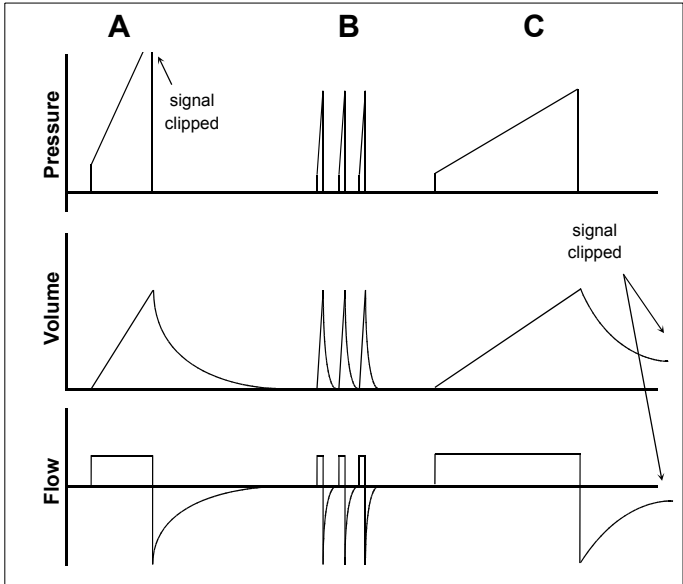 A B C
signal
clipped
Pressure
signal
clipped
Volume
Flow